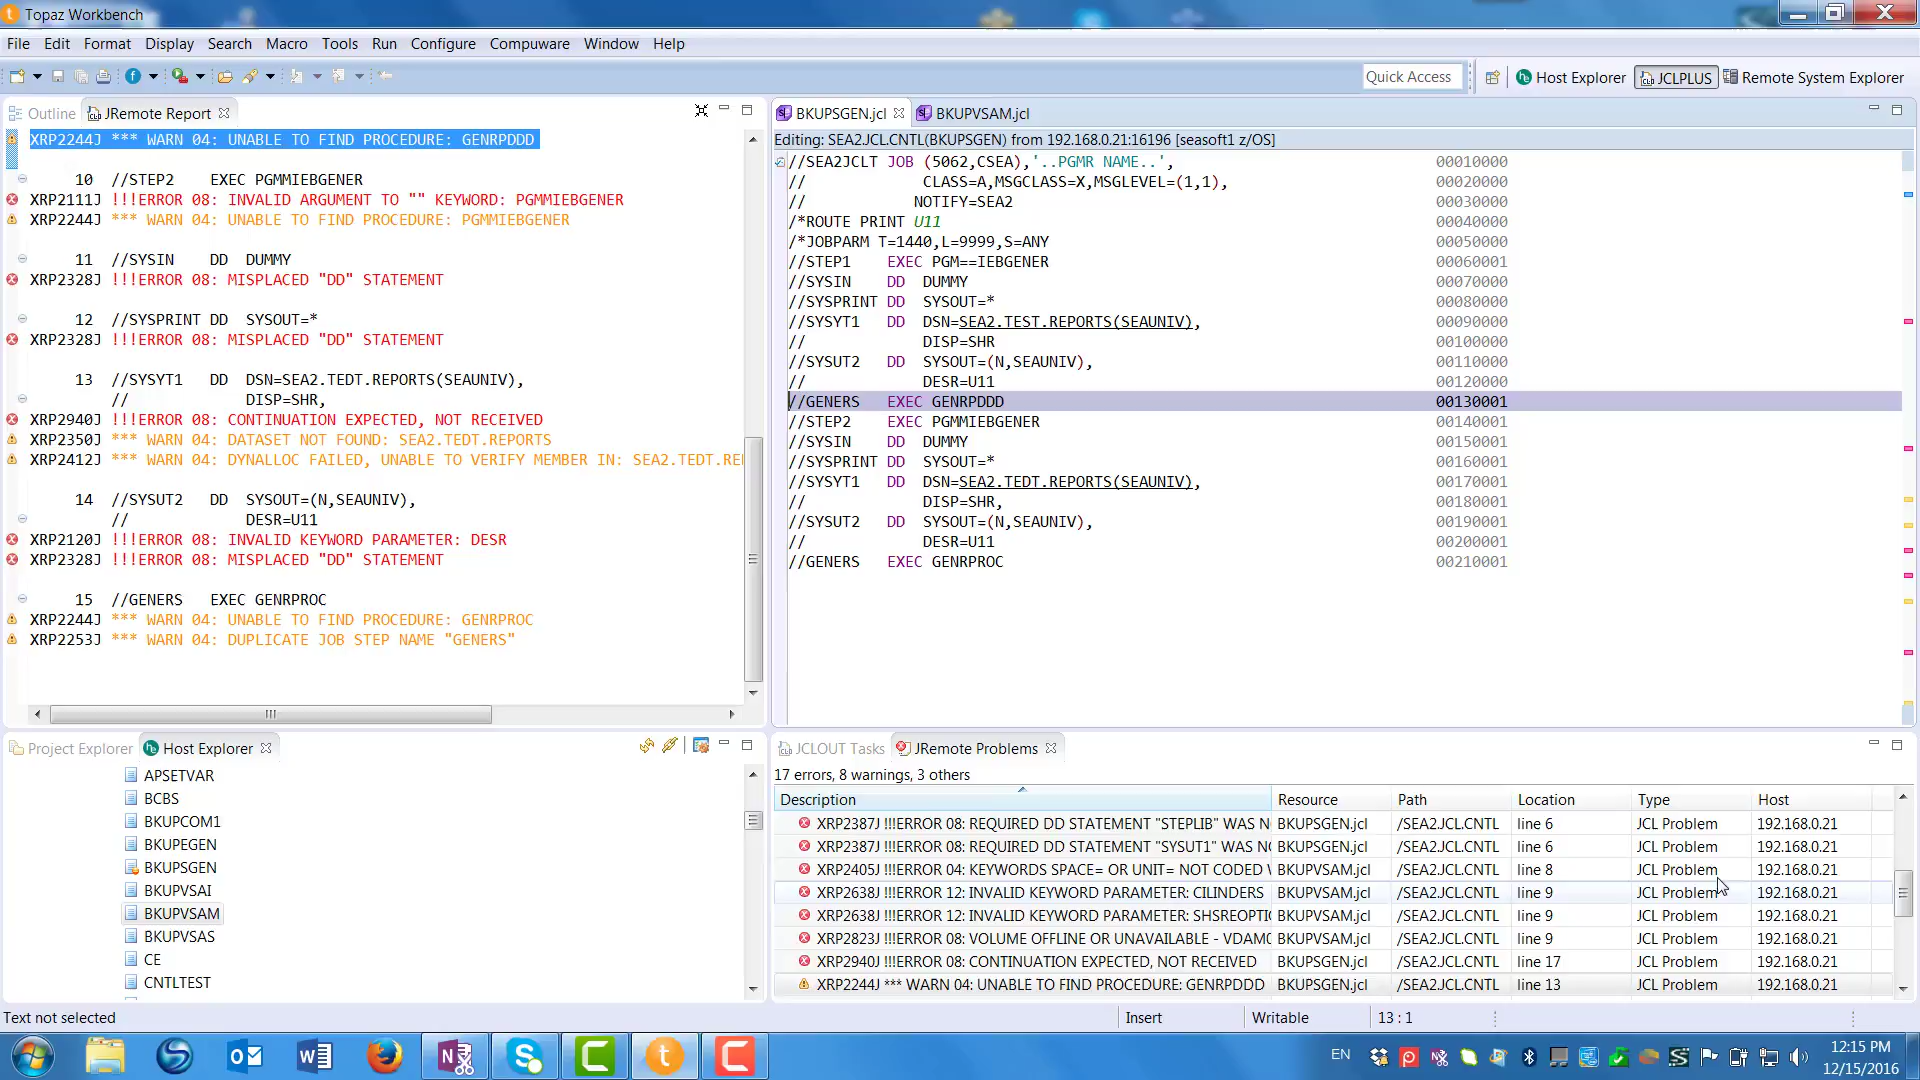 Topaz Workbench
File Edit Format Display Search Macro Tools Run Configure Compuware Window Help
Quick Access Host Explorer JCLPLUS Remote System Explorer
Outline JRemote Report
XRP2244J *** WARN 04: UNABLE TO FIND PROCEDURE: GENRPDDD
10 //STEP2 EXEC PGMMIEBGENER
XRP2111J !!!ERROR 08: INVALID ARGUMENT TO "" KEYWORD: PGMMIEBGENER
XRP2244J *** WARN 04: UNABLE TO FIND PROCEDURE: PGMMIEBGENER
11 //SYSIN DD DUMMY
XRP2328J !!!ERROR 08: MISPLACED "DD" STATEMENT
12 //SYSPRINT DD SYSOUT=*
XRP2328J !!!ERROR 08: MISPLACED "DD" STATEMENT
13 //SYSYT1 DD DSN=SEA2.TEDT.REPORTS(SEAUNIV),
// DISP=SHR,
XRP2940J !!!ERROR 08: CONTINUATION EXPECTED, NOT RECEIVED
XRP2350J *** WARN 04: DATASET NOT FOUND: SEA2.TEDT.REPORTS
XRP2412J *** WARN 04: DYNALLOC FAILED, UNABLE TO VERIFY MEMBER IN: SEA2.TEDT.RE
14 //SYSUT2 DD SYSOUT=(N,SEAUNIV),
// DESR=U11
XRP2120J !!!ERROR 08: INVALID KEYWORD PARAMETER: DESR
XRP2328J !!!ERROR 08: MISPLACED "DD" STATEMENT
15 //GENERS EXEC GENRPROC
XRP2244J *** WARN 04: UNABLE TO FIND PROCEDURE: GENRPROC
XRP2253J *** WARN 04: DUPLICATE JOB STEP NAME "GENERS"
BKUPSGEN.jcl BKUPVSAM.jcl
Editing: SEA2.JCL.CNTL(BKUPSGEN) from 192.168.0.21:16196 [seasoft1 z/OS]
//SEA2JCLT JOB (5062,CSEA),'..PGMR NAME..', 00010000
// CLASS=A,MSGCLASS=X,MSGLEVEL=(1,1), 00020000
// NOTIFY=SEA2 00030000
/*ROUTE PRINT U11 00040000
/*JOBPARM T=1440,L=9999,S=ANY 00050000
//STEP1 EXEC PGM==IEBGENER 00060001
//SYSIN DD DUMMY 00070000
//SYSPRINT DD SYSOUT=* 00080000
//SYSYT1 DD DSN=SEA2.TEST.REPORTS(SEAUNIV), 00090000
// DISP=SHR 00100000
//SYSUT2 DD SYSOUT=(N,SEAUNIV), 00110000
// DESR=U11 00120000
//GENERS EXEC GENRPDDD 00130001
//STEP2 EXEC PGMMIEBGENER 00140001
//SYSIN DD DUMMY 00150001
//SYSPRINT DD SYSOUT=* 00160001
//SYSYT1 DD DSN=SEA2.TEDT.REPORTS(SEAUNIV), 00170001
// DISP=SHR, 00180001
//SYSUT2 DD SYSOUT=(N,SEAUNIV), 00190001
// DESR=U11 00200001
//GENERS EXEC GENRPROC 00210001
Project Explorer Host Explorer
APSETVAR
BCBS
BKUPCOM1
BKUPEGEN
BKUPSGEN
BKUPVSAI
BKUPVSAM
BKUPVSAS
CE
CNTLTEST
JCLOUT Tasks JRemote Problems
17 errors, 8 warnings, 3 others
Description Resource Path Location Type Host
XRP2387J !!!ERROR 08: REQUIRED DD STATEMENT "STEPLIB" WAS N BKUPSGEN.jcl /SEA2.JCL.CNTL line 6 JCL Problem 192.168.0.21
XRP2387J !!!ERROR 08: REQUIRED DD STATEMENT "SYSUT1" WAS NO BKUPSGEN.jcl /SEA2.JCL.CNTL line 6 JCL Problem 192.168.0.21
XRP2405J !!!ERROR 04: KEYWORDS SPACE= OR UNIT= NOT CODED BKUPVSAM.jcl /SEA2.JCL.CNTL line 8 JCL Problem 192.168.0.21
XRP2638J !!!ERROR 12: INVALID KEYWORD PARAMETER: CILINDERS BKUPVSAM.jcl /SEA2.JCL.CNTL line 9 JCL Problem 192.168.0.21
XRP2638J !!!ERROR 12: INVALID KEYWORD PARAMETER: SHSREOPTIO BKUPVSAM.jcl /SEA2.JCL.CNTL line 9 JCL Problem 192.168.0.21
XRP2823J !!!ERROR 08: VOLUME OFFLINE OR UNAVAILABLE - VDAM0 BKUPVSAM.jcl /SEA2.JCL.CNTL line 9 JCL Problem 192.168.0.21
XRP2940J !!!ERROR 08: CONTINUATION EXPECTED, NOT RECEIVED BKUPSGEN.jcl /SEA2.JCL.CNTL line 17 JCL Problem 192.168.0.21
XRP2244J *** WARN 04: UNABLE TO FIND PROCEDURE: GENRPDDD BKUPSGEN.jcl /SEA2.JCL.CNTL line 13 JCL Problem 192.168.0.21
Text not selected Insert Writable 13 : 1
EN 12:15 PM
12/15/2016